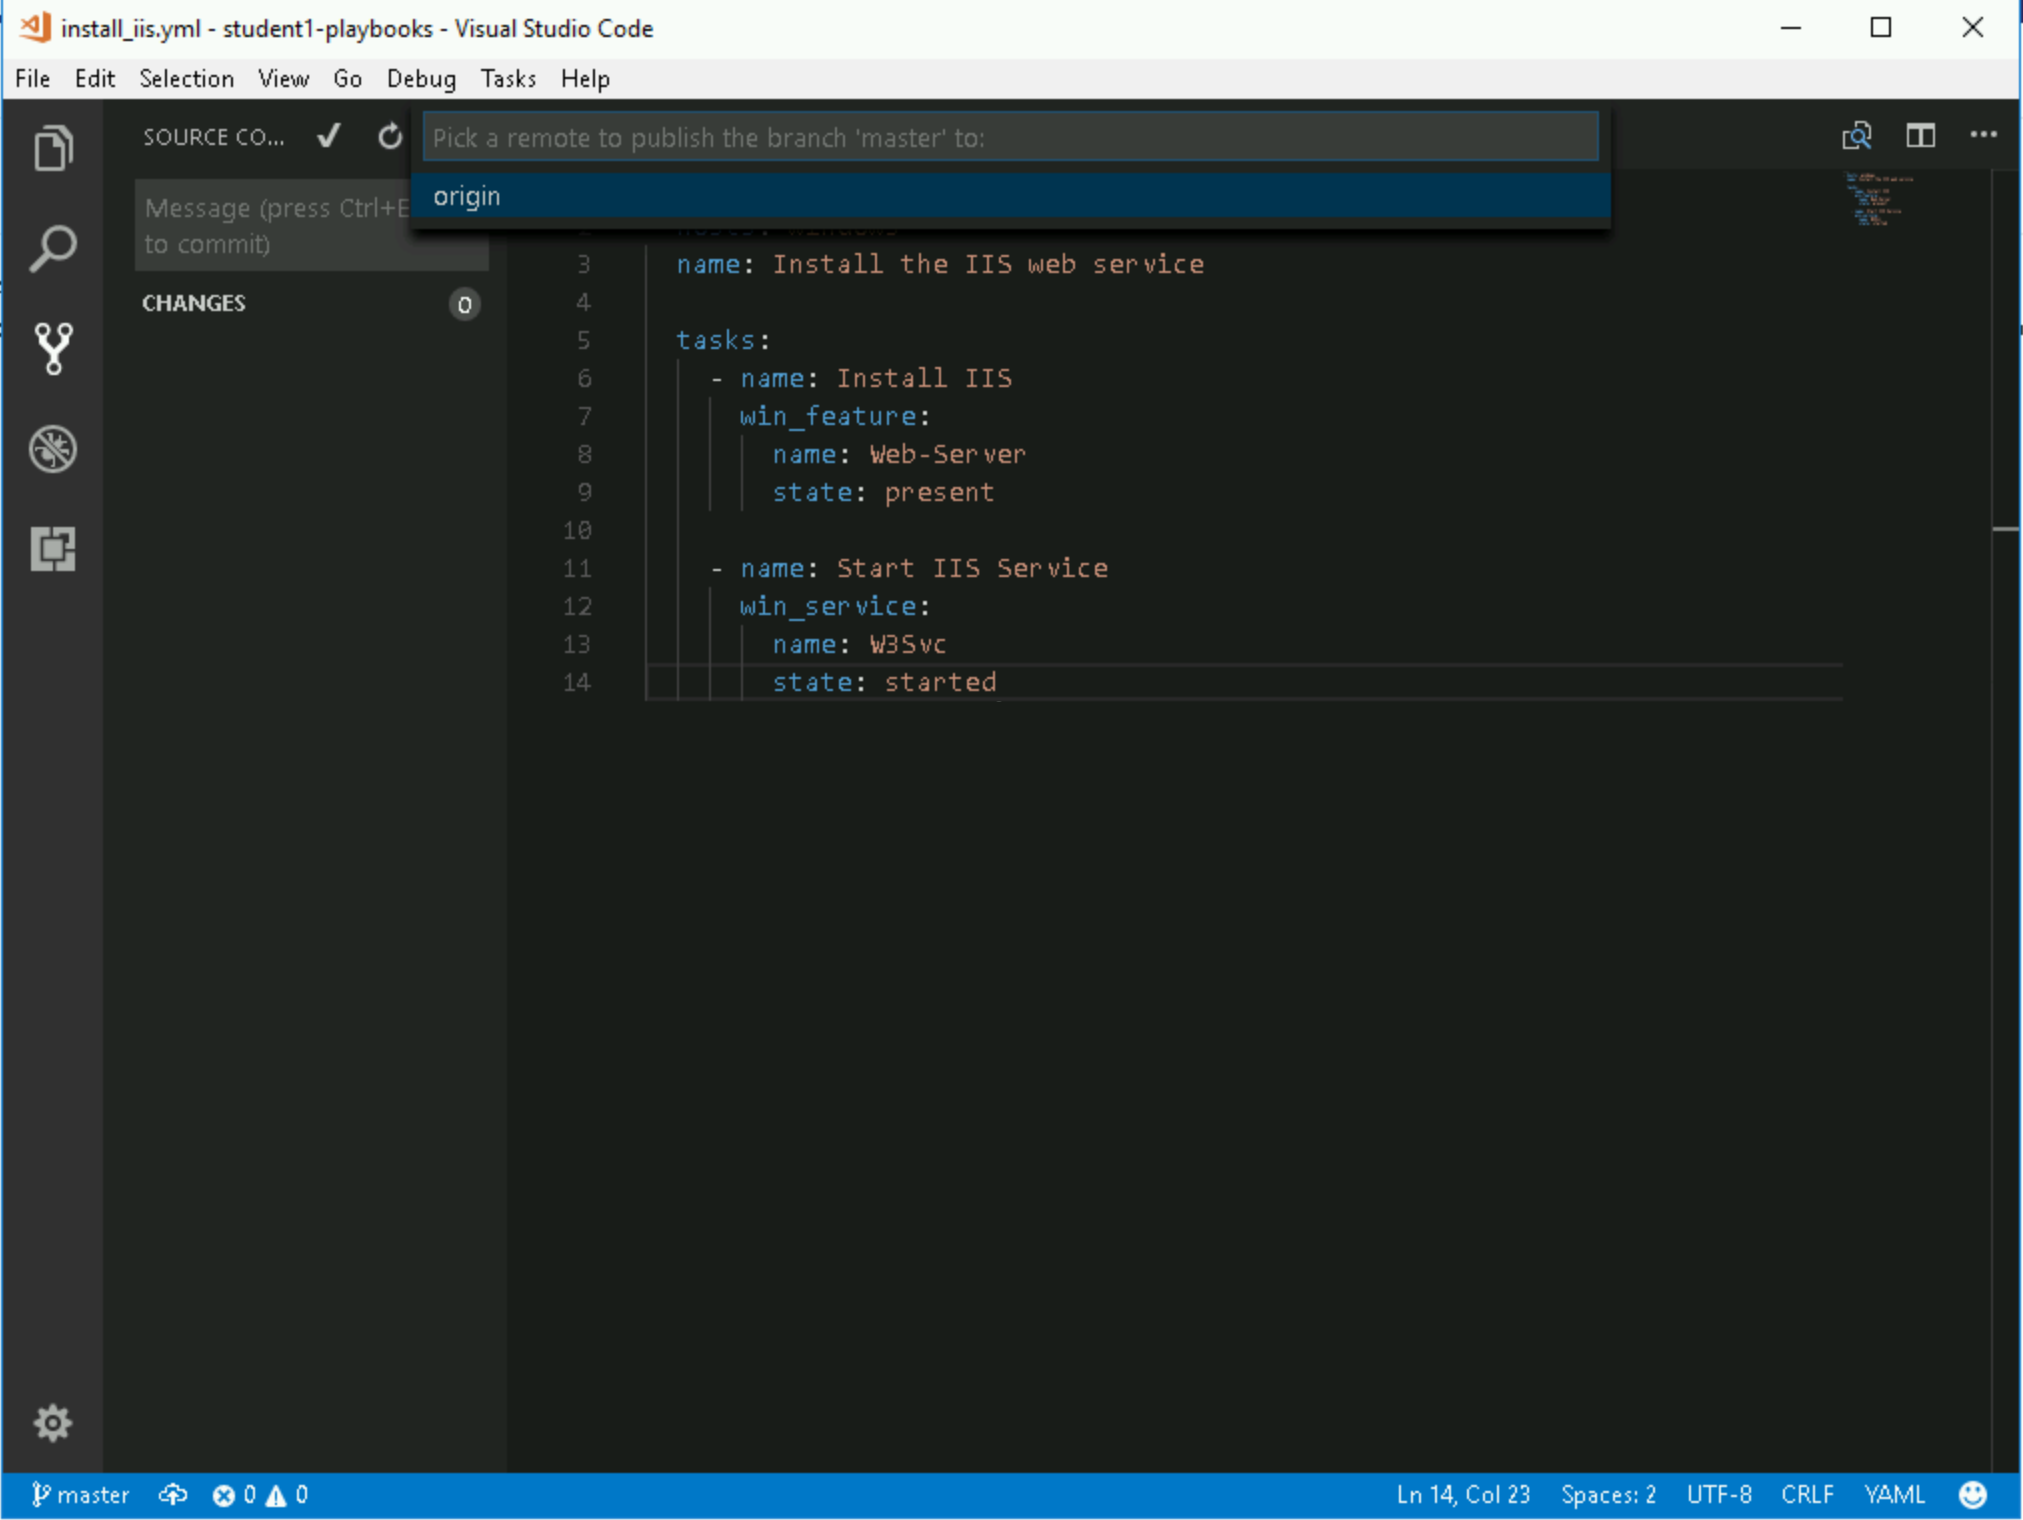 install_iis.yml - student1-playbooks - Visual Studio Code
File Edit Selection View Go Debug Tasks Help
SOURCE CO...
Pick a remote to publish the branch 'master' to:
origin
Message (press Ctrl+E
to commit)
CHANGES 0
3 name: Install the IIS web service
4
5 tasks:
6 - name: Install IIS
7 win_feature:
8 name: Web-Server
9 state: present
10
11 - name: Start IIS Service
12 win_service:
13 name: W3Svc
14 state: started
master 0 0 Ln 14, Col 23 Spaces: 2 UTF-8 CRLF YAML